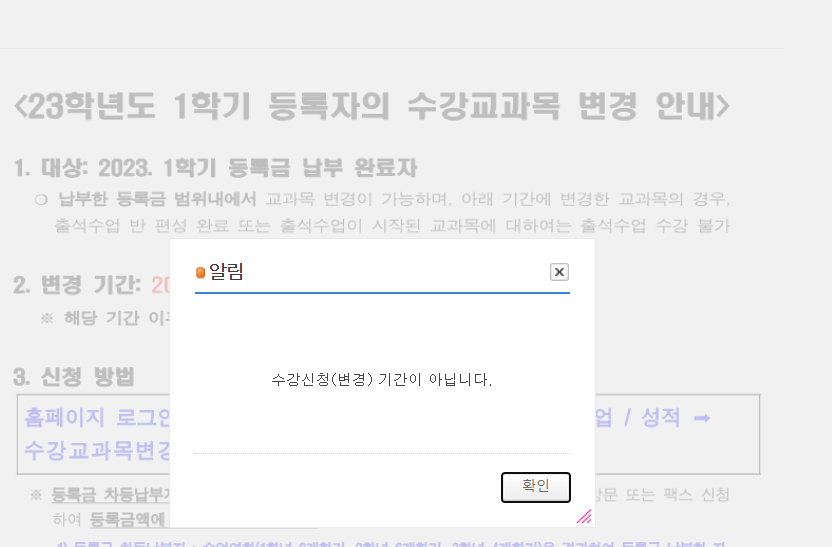 <23학년도 1학기 등록자의 수강교과목 변경 안내>
1. 대상: 2023. 1학기 등록금 납부 완료자
❍ 납부한 등록금 범위내에서 교과목 변경이 가능하며, 아래 기간에 변경한 교과목의 경우,
출석수업 반 편성 완료 또는 출석수업이 시작된 교과목에 대하여는 출석수업 수강 불가
알림
2. 변경 기간: 20
※ 해당 기간
수강신청(변경) 기간이 아닙니다.
3. 신청 방법
홈페이지 로그인 업 / 성적 ➡
수강교과목변경
확인
※ 등록금 차등납부자 방문 또는 팩스 신청
하여 등록금액에